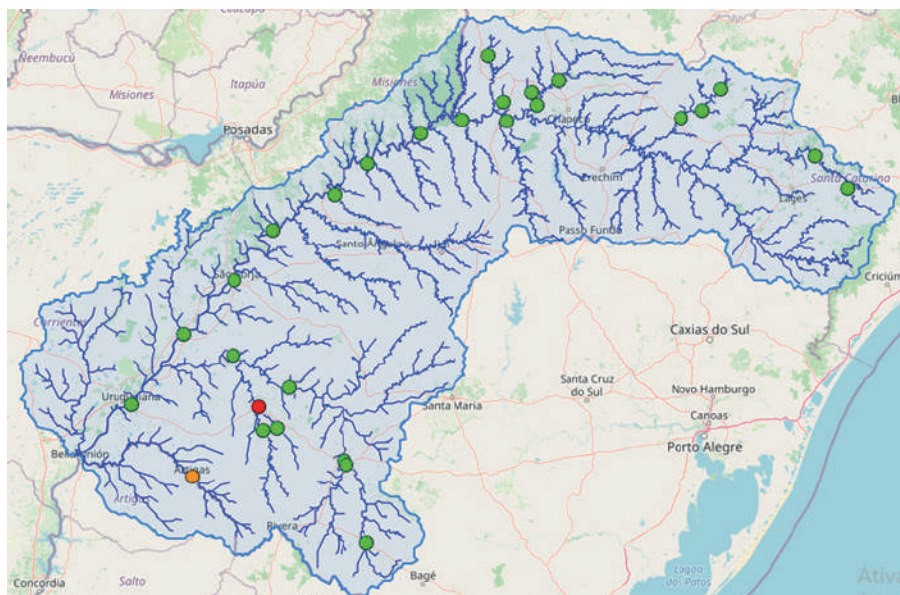 Neembucú
Misiones
Itapúa
Misiones
Posadas
Chapecó
Erechim
Santa Catarina
Lages
Passo Fundo
Santo Ângelo
São Borja
Criciúma
Corrientes
Caxias do Sul
Uruguaiana
Santa Maria
Santa Cruz
do Sul
Novo Hamburgo
Canoas
Porto Alegre
Bella Unión
Artigas
Artigas
Rivera
Bagé
Salto
Concordia
Lagoa
dos Patos
Ativa